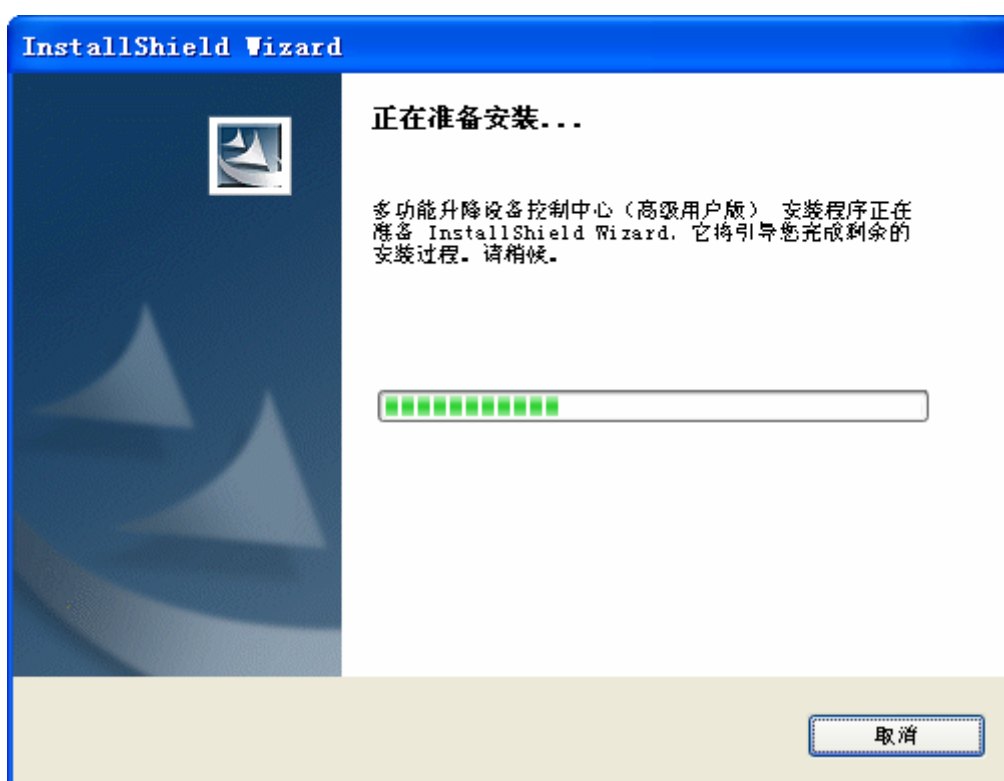 InstallShield Wizard
正在准备安装...
多功能升降设备控制中心（高级用户版） 安装程序正在
准备 InstallShield Wizard，它将引导您完成剩余的
安装过程。请稍候。
取消